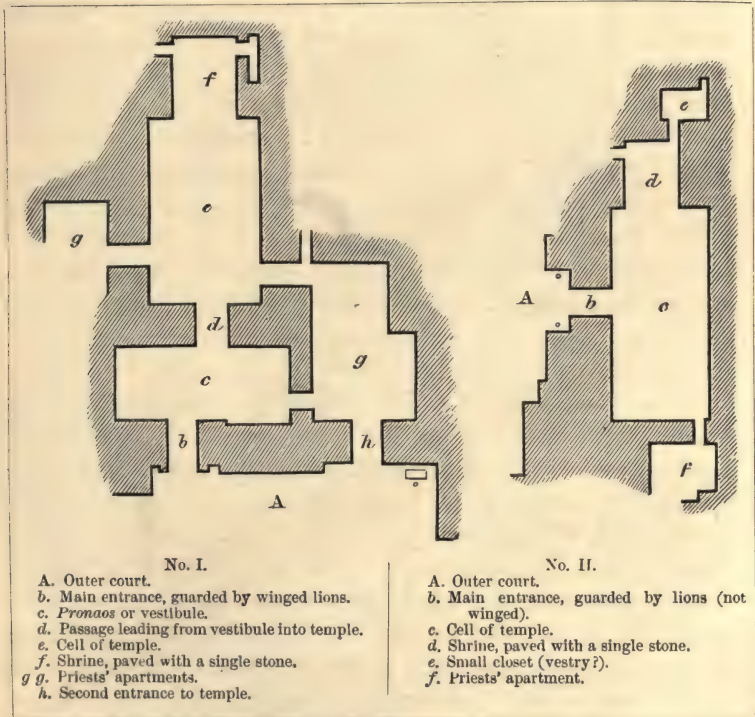 f
e
g
d
c
g
b
h
A
e
d
A
b
c
f
No. I.
A. Outer court.
b. Main entrance, guarded by winged lions.
c. Pronaos or vestibule.
d. Passage leading from vestibule into temple.
e. Cell of temple.
f. Shrine, paved with a single stone.
g g. Priests' apartments.
h. Second entrance to temple.
No. II.
A. Outer court.
b. Main entrance, guarded by lions (not
winged).
c. Cell of temple.
d. Shrine, paved with a single stone.
e. Small closet (vestry?).
f. Priests' apartment.